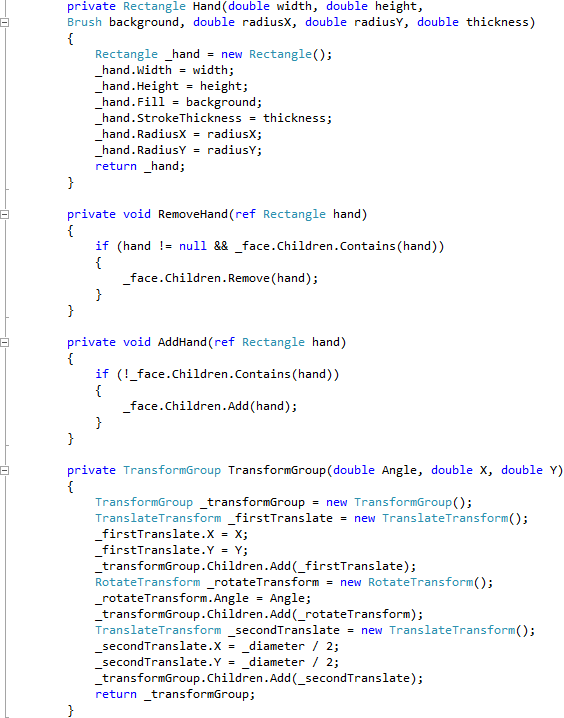 private Rectangle Hand(double width, double height,
Brush background, double radiusX, double radiusY, double thickness)
{
Rectangle _hand = new Rectangle();
_hand.Width = width;
_hand.Height = height;
_hand.Fill = background;
_hand.StrokeThickness = thickness;
_hand.RadiusX = radiusX;
_hand.RadiusY = radiusY;
return _hand;
}
private void RemoveHand(ref Rectangle hand)
{
if (hand != null && _face.Children.Contains(hand))
{
_face.Children.Remove(hand);
}
}
private void AddHand(ref Rectangle hand)
{
if (!_face.Children.Contains(hand))
{
_face.Children.Add(hand);
}
}
private TransformGroup TransformGroup(double Angle, double X, double Y)
{
TransformGroup _transformGroup = new TransformGroup();
TranslateTransform _firstTranslate = new TranslateTransform();
_firstTranslate.X = X;
_firstTranslate.Y = Y;
_transformGroup.Children.Add(_firstTranslate);
RotateTransform _rotateTransform = new RotateTransform();
_rotateTransform.Angle = Angle;
_transformGroup.Children.Add(_rotateTransform);
TranslateTransform _secondTranslate = new TranslateTransform();
_secondTranslate.X = _diameter / 2;
_secondTranslate.Y = _diameter / 2;
_transformGroup.Children.Add(_secondTranslate);
return _transformGroup;
}